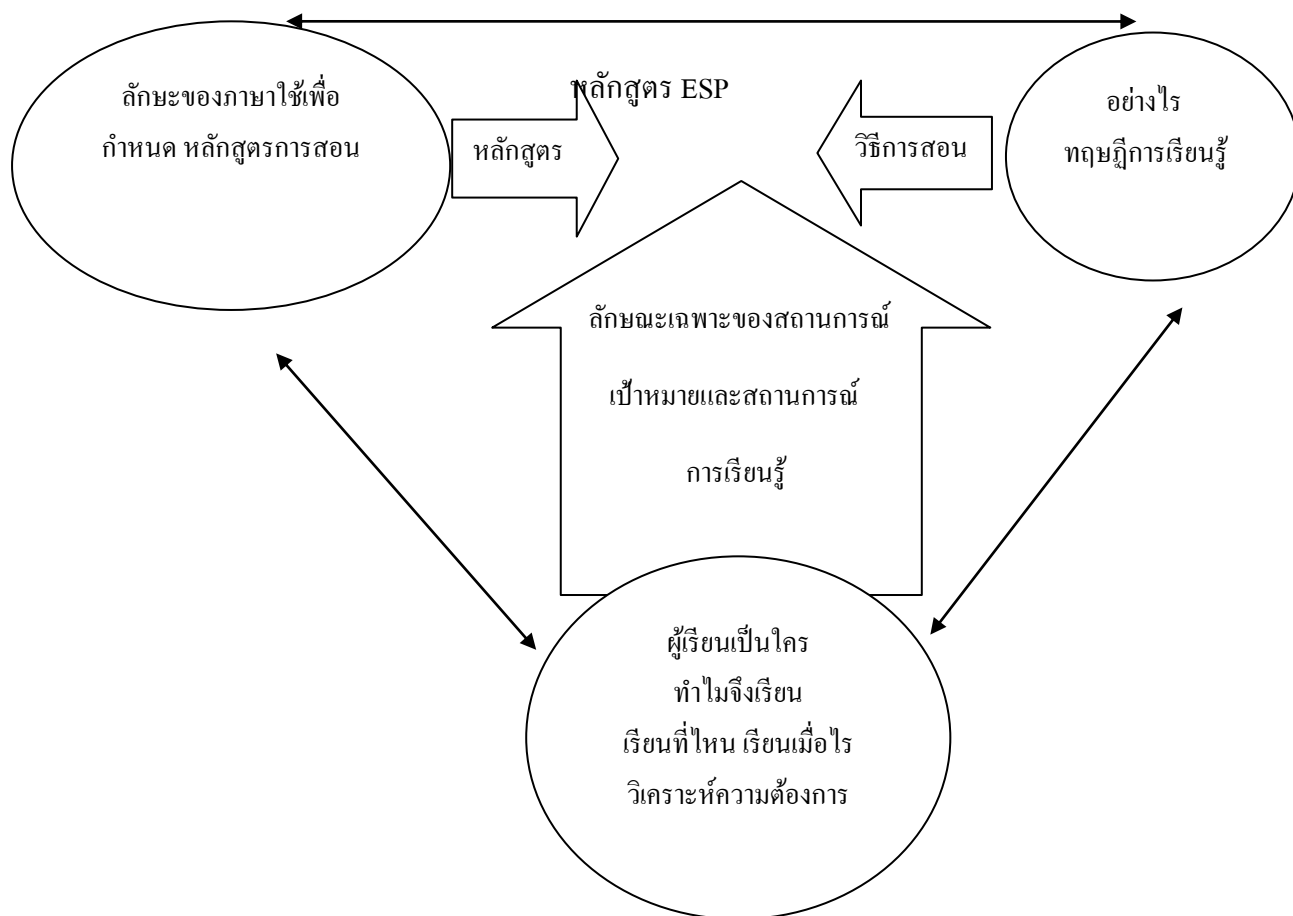 หลักสูตร ESP
ลักษะของภาษาใช้เพื่อ
กำหนด หลักสูตรการสอน
หลักสูตร
วิธีการสอน
อย่างไร
ทฤษฎีการเรียนรู้
ลักษณะเฉพาะของสถานการณ์
เป้าหมายและสถานการณ์
การเรียนรู้
ผู้เรียนเป็นใคร
ทำไมจึงเรียน
เรียนที่ไหน เรียนเมื่อไร
วิเคราะห์ความต้องการ